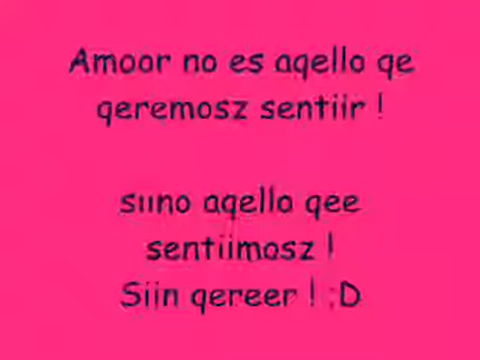 Amoor no es aqello qe
qeremosz sentiir !
siino aqello qee
sentiimosz !
Siin qereer ! :D